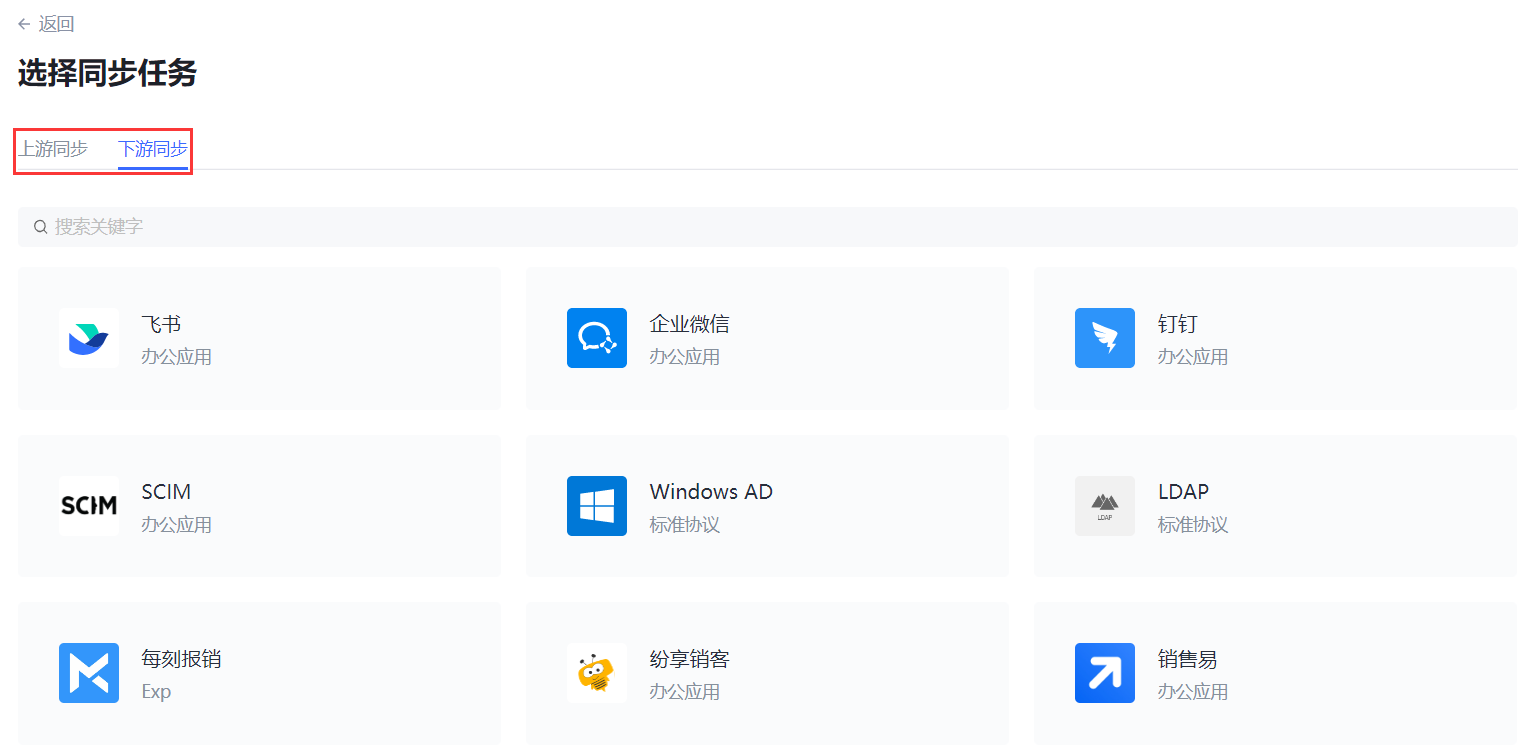 返回
选择同步任务
上游同步 下游同步
搜索关键字
飞书
办公应用
企业微信
办公应用
钉钉
办公应用
SCIM
SCIM
办公应用
Windows AD
标准协议
LDAP
LDAP
标准协议
每刻报销
Exp
纷享销客
办公应用
销售易
办公应用